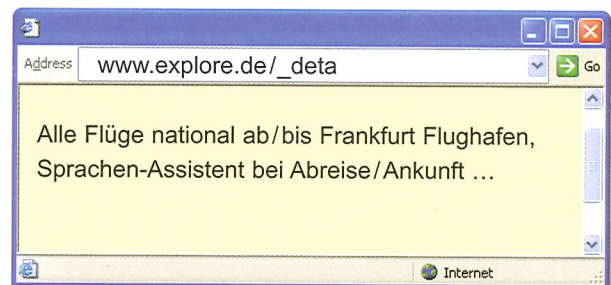 Address www.explore.de/_deta Go
Alle Flüge national ab/bis Frankfurt Flughafen,
Sprachen-Assistent bei Abreise/Ankunft ...
Internet